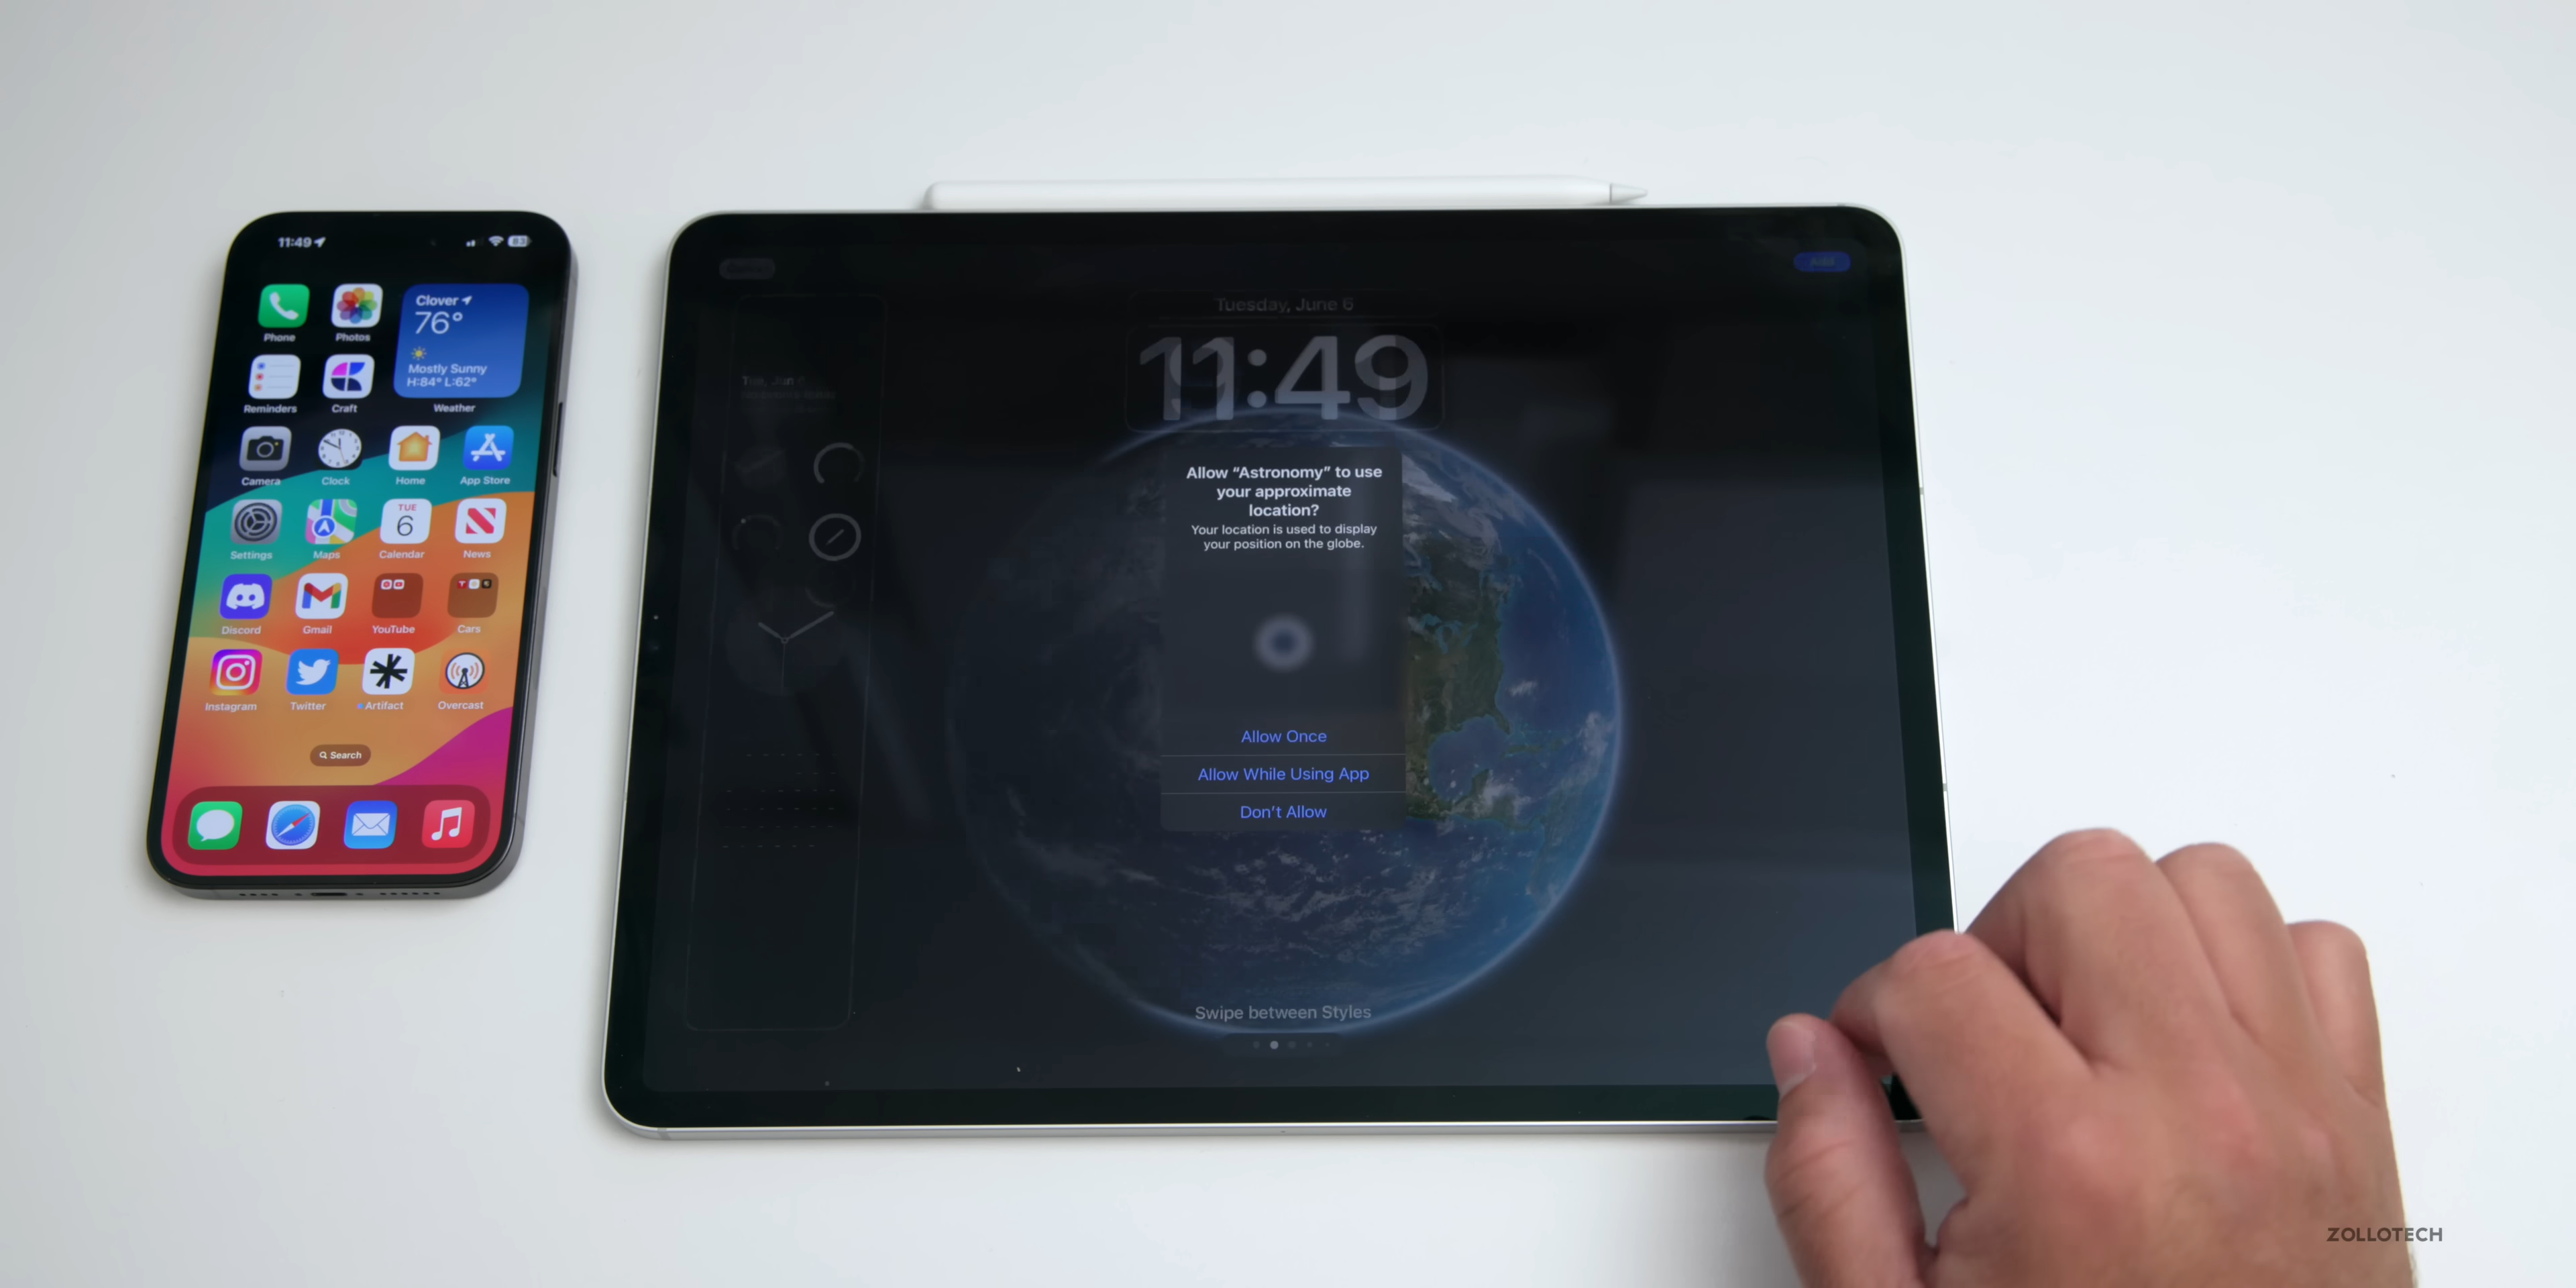 11:49
83
Phone
Photos
Clover
76°
Mostly Sunny
H:84° L:62°
Reminders
Craft
Weather
Camera
Clock
Home
App Store
TUE
6
Settings
Maps
Calendar
News
Discord
Gmail
YouTube
Cars
Instagram
Twitter
Artifact
Overcast
Search
Tuesday, June 6
11:49
Allow “Astronomy” to use
your approximate
location?
Your location is used to display
your position on the globe.
Allow Once
Allow While Using App
Don’t Allow
Swipe between Styles
ZOLLOTECH